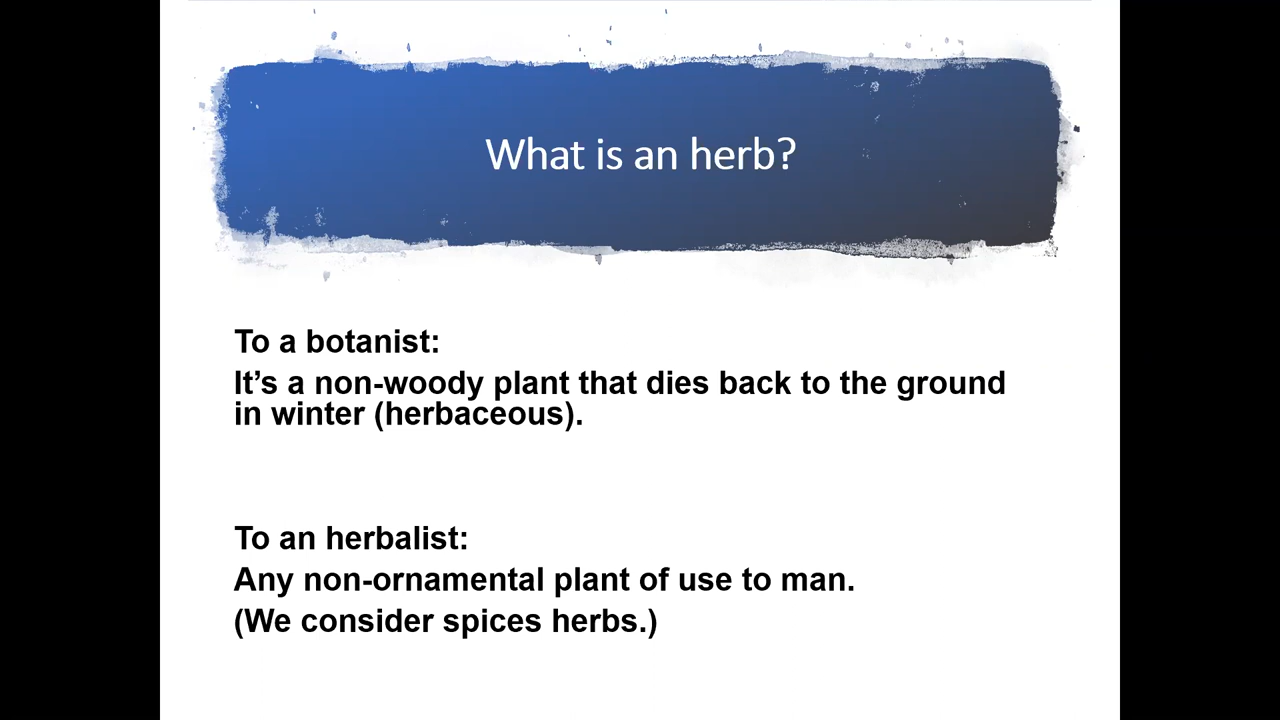 What is an herb?
To a botanist:
It’s a non-woody plant that dies back to the ground
in winter (herbaceous).
To an herbalist:
Any non-ornamental plant of use to man.
(We consider spices herbs.)